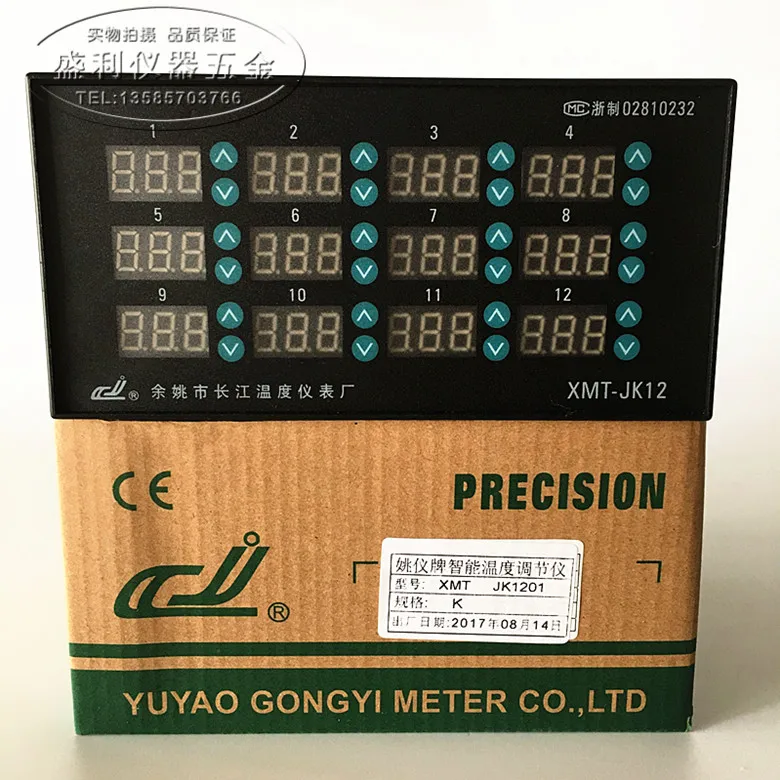 实物拍摄 品质保证
盛利仪器五金
TEL:13585703766
MC 浙制02810232
1 2 3 4
5 6 7 8
9 10 11 12
余姚市长江温度仪表厂
XMT-JK12
CE
PRECISION
姚仪牌智能温度调节仪
型号: XMT JK1201
规格: K
出厂日期:2017年08月14日
YUYAO GONGYI METER CO.,LTD